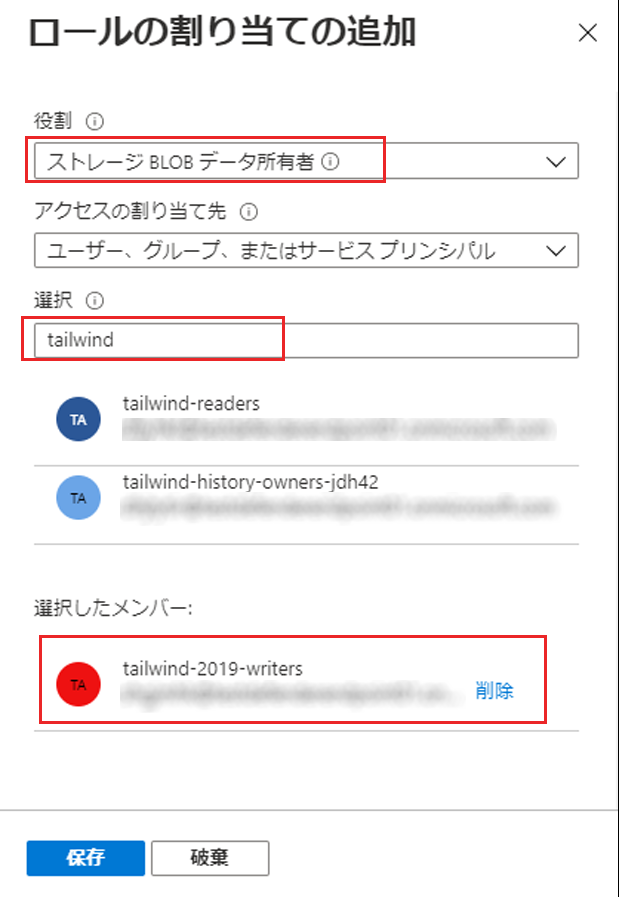 ロールの割り当ての追加
役割
ストレージ BLOB データ所有者
アクセスの割り当て先
ユーザー、グループ、またはサービス プリンシパル
選択
tailwind
TA
tailwind-readers
TA
tailwind-history-owners-jdh42
選択したメンバー:
TA
tailwind-2019-writers
削除
保存
破棄